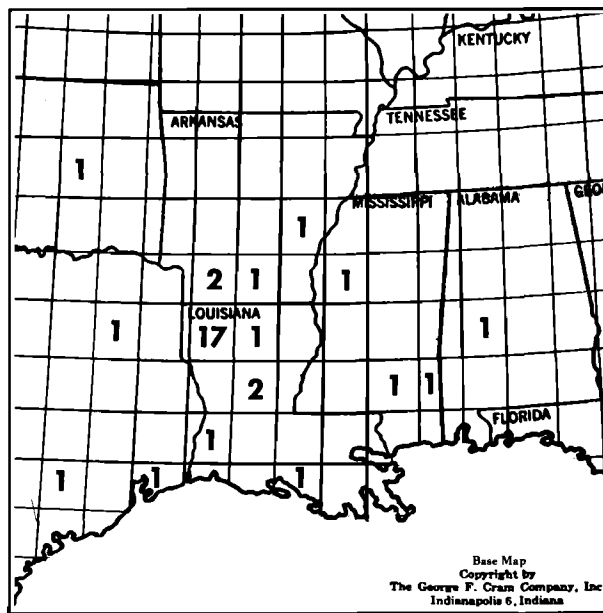 KENTUCKY
ARKANSAS
TENNESSEE
1
MISSISSIPPI
ALABAMA
GEO
1
2
1
1
LOUISIANA
1
17
1
1
2
1
1
FLORIDA
1
1
1
1
Base Map
Copyright by
The George F. Cram Company, Inc
Indianapolis 6, Indiana